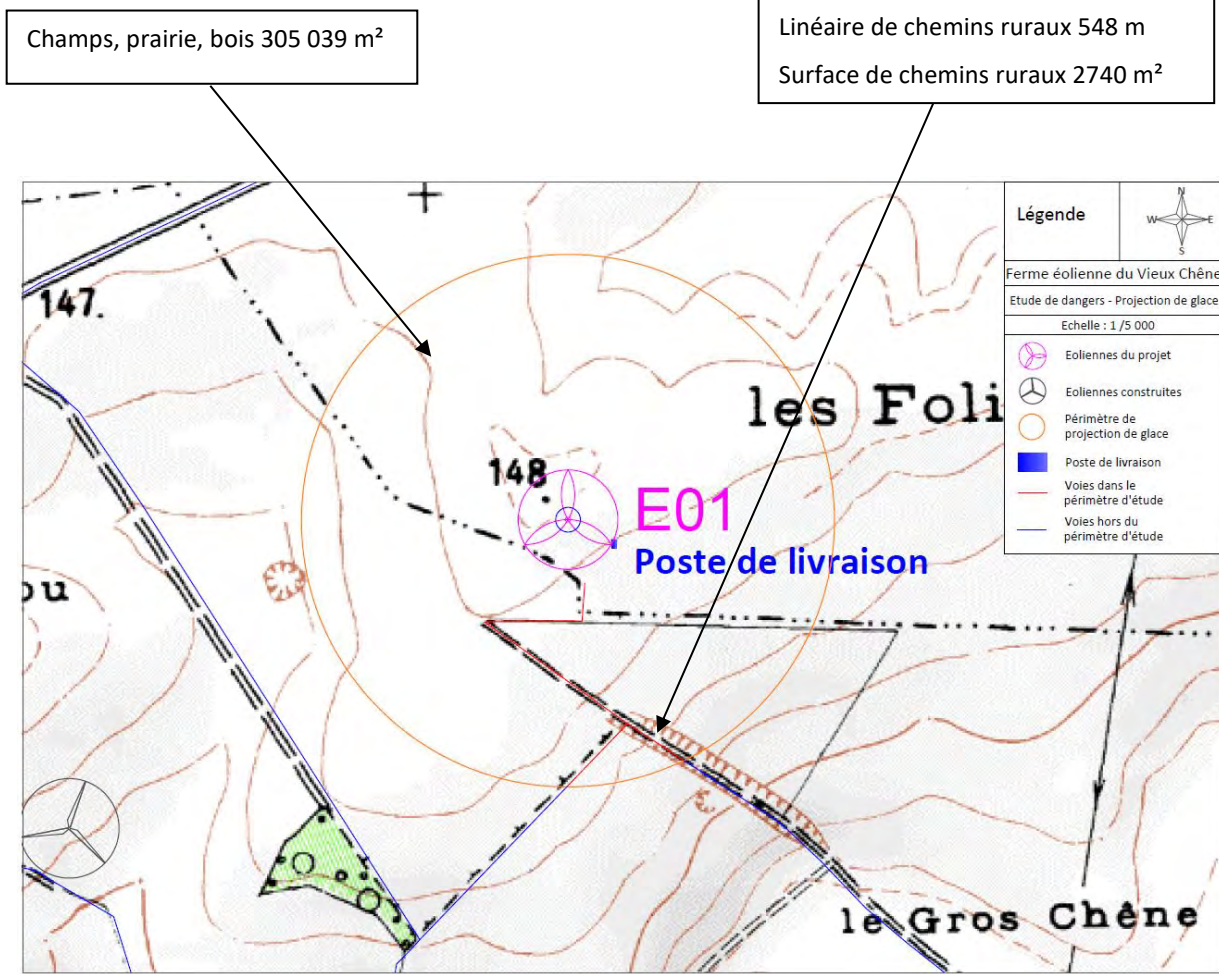 Champs, prairie, bois 305 039 m²
Linéaire de chemins ruraux 548 m
Surface de chemins ruraux 2740 m²
Légende
N
W
E
S
Ferme éolienne du Vieux Chêne
Etude de dangers - Projection de glace
Echelle : 1 /5 000
Eoliennes du projet
Eoliennes construites
Périmètre de
projection de glace
Poste de livraison
Voies dans le
périmètre d'étude
Voies hors du
périmètre d'étude
147.
les Foli
148
E01
Poste de livraison
ou
le Gros Chêne